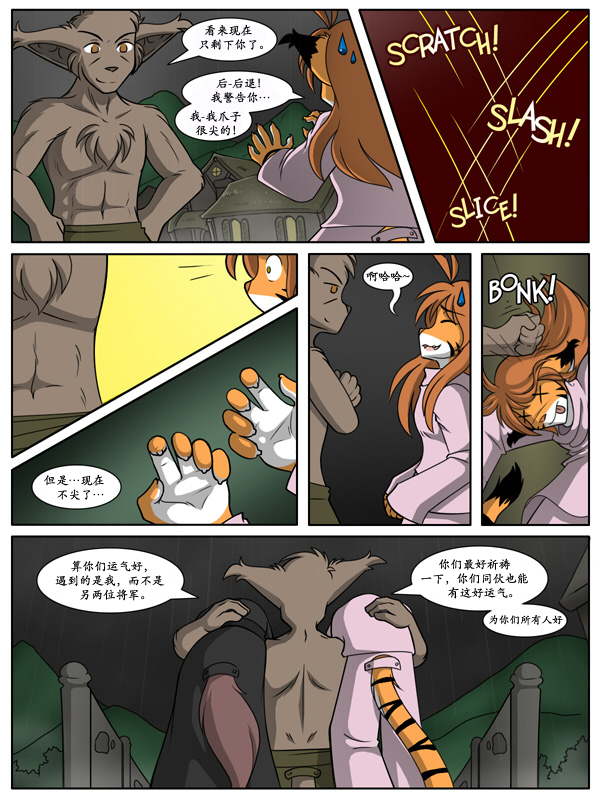 看来现在
只剩下你了。
后-后退！
我警告你…
我-我爪子
很尖的！
SCRATCH!
SLASH!
SLICE!
但是…现在
不尖了…
啊哈哈~
BONK!
算你们运气好，
遇到的是我，而不是
另两位将军。
你们最好祈祷
一下，你们同伙也能
有这好运气。
为你们所有人好